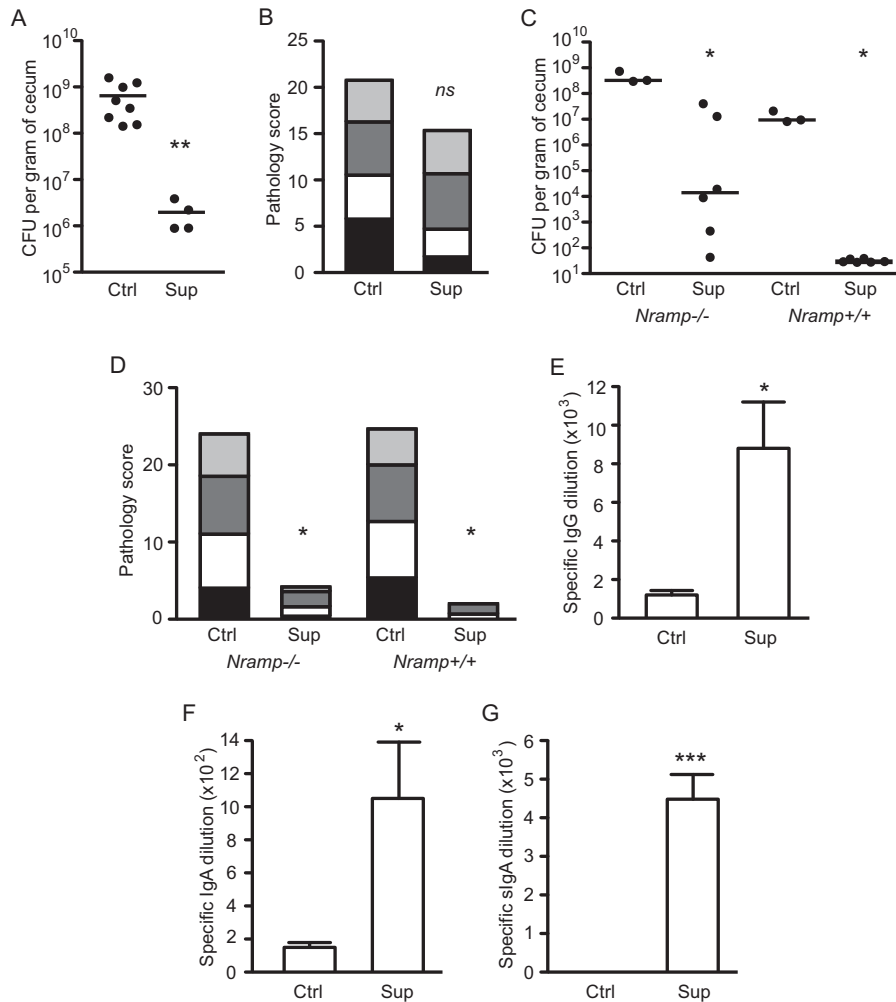 A
CFU per gram of cecum
10^10
10^9
10^8
10^7
10^6
10^5
**
Ctrl Sup
B
Pathology score
25
20
15
10
5
0
ns
Ctrl Sup
C
CFU per gram of cecum
10^10
10^9
10^8
10^7
10^6
10^5
10^4
10^3
10^2
10^1
* *
Ctrl Sup Ctrl Sup
Nramp-/- Nramp+/+
D
Pathology score
30
20
10
0
* *
Ctrl Sup Ctrl Sup
Nramp-/- Nramp+/+
E
Specific IgG dilution (x10^3)
12
10
8
6
4
2
0
*
Ctrl Sup
F
Specific IgA dilution (x10^2)
14
12
10
8
6
4
2
0
*
Ctrl Sup
G
Specific sIgA dilution (x10^3)
6
5
4
3
2
1
0
***
Ctrl Sup